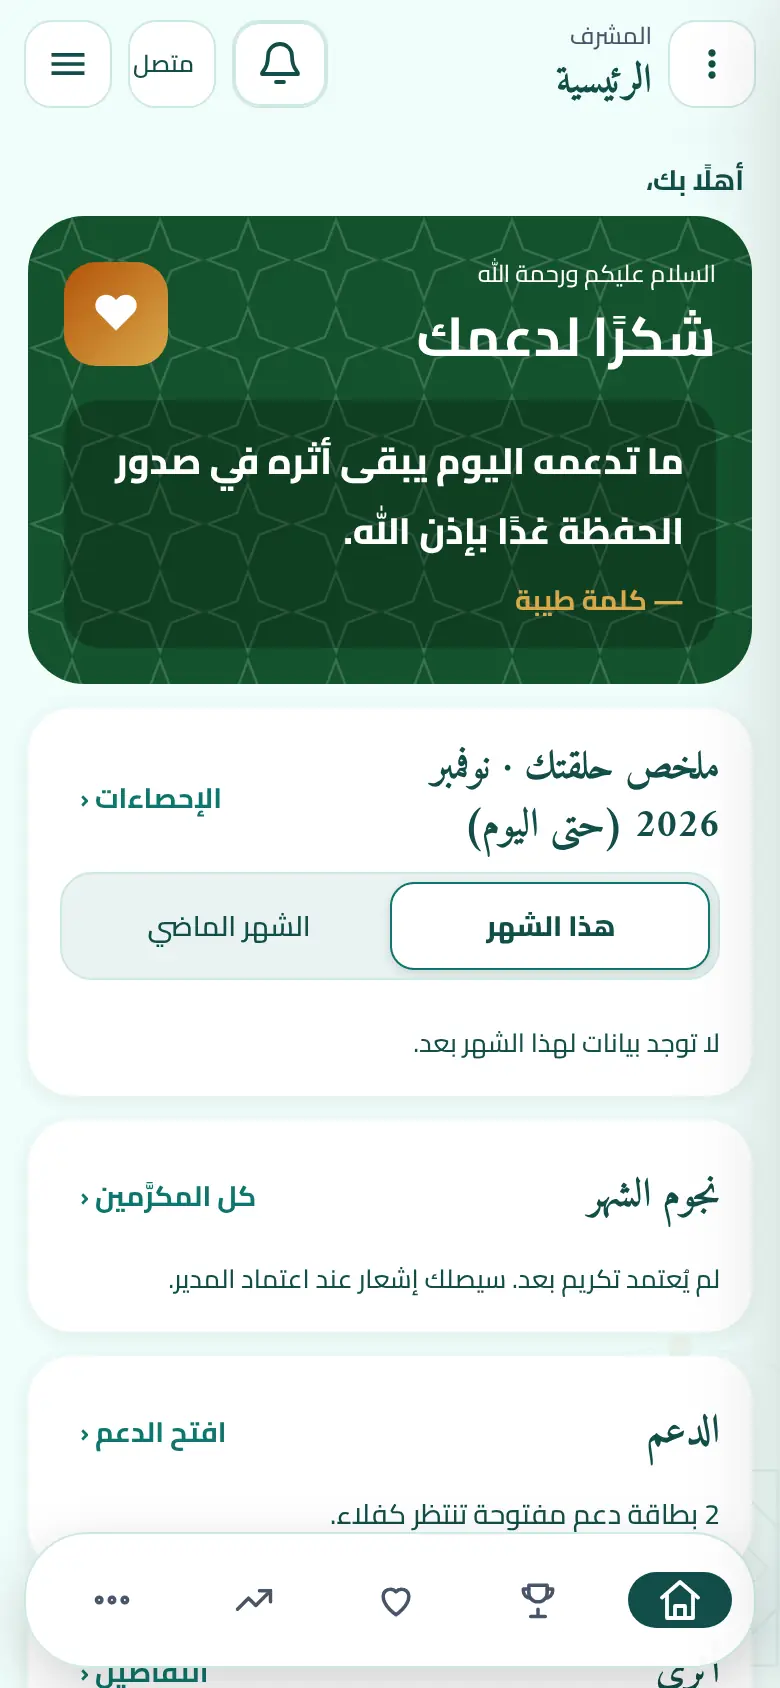 المشرف
الرئيسية
متصل
أهلًا بك،
السلام عليكم ورحمة الله
شكرًا لدعمك
ما تدعمه اليوم يبقى أثره في صدور
الحفظة غدًا بإذن الله.
— كلمة طيبة
ملخص حلقتك · نوفمبر
2026 (حتى اليوم)
الإحصاءات ›
هذا الشهر
الشهر الماضي
لا توجد بيانات لهذا الشهر بعد.
نجوم الشهر
كل المكرَّمين ›
لم يُعتمد تكريم بعد. سيصلك إشعار عند اعتماد المدير.
الدعم
افتح الدعم ›
2 بطاقة دعم مفتوحة تنتظر كفلاء.
التفاصيل ›